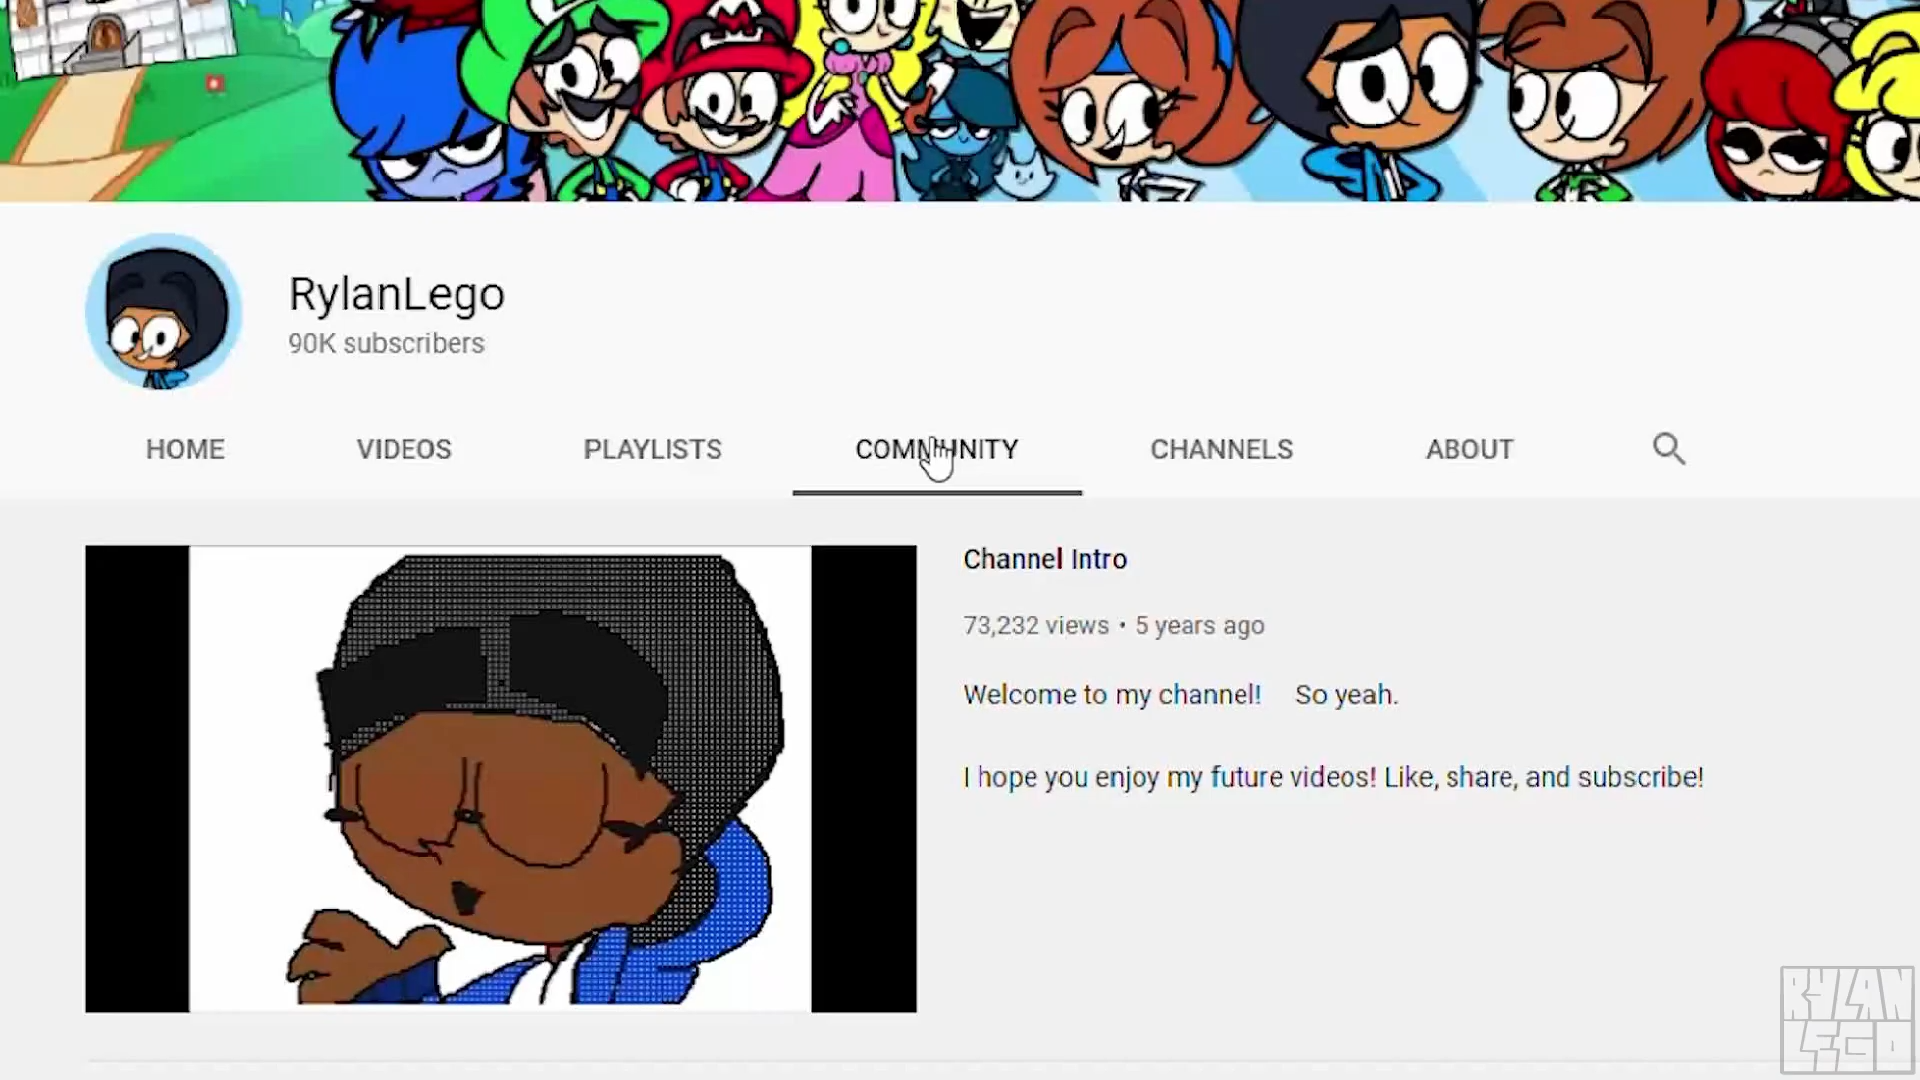 M
RylanLego
90K subscribers
HOME VIDEOS PLAYLISTS COMMUNITY CHANNELS ABOUT
Channel Intro
73,232 views • 5 years ago
Welcome to my channel! So yeah.
I hope you enjoy my future videos! Like, share, and subscribe!
RYLAN
LEGO